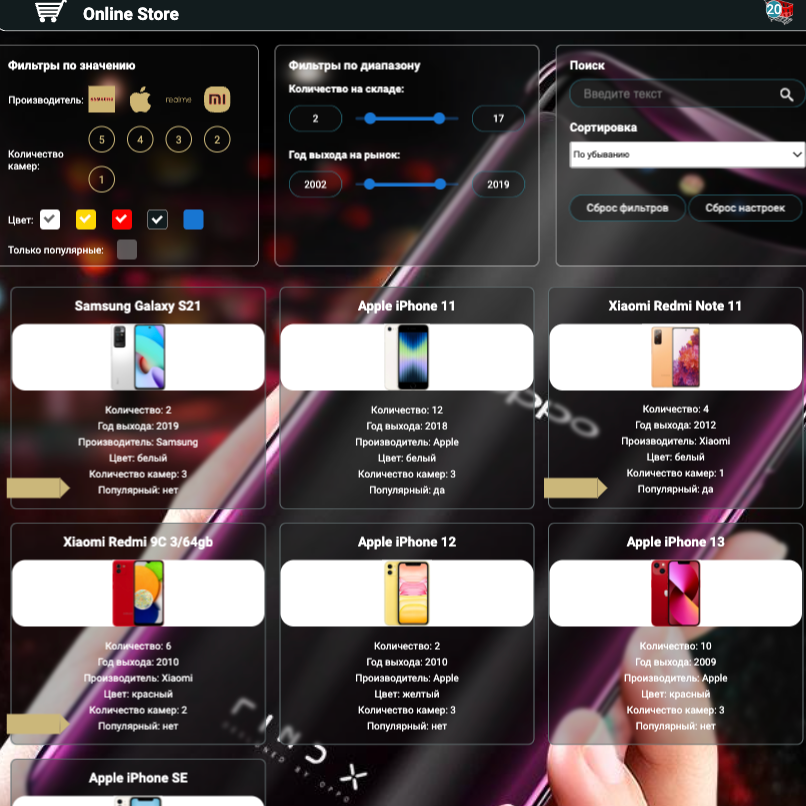 Online Store
20
Фильтры по значению
Производитель:
SAMSUNG
realme
Количество камер:
5
4
3
2
1
Цвет:
Только популярные:
Фильтры по диапазону
Количество на складе:
2
17
Год выхода на рынок:
2002
2019
Поиск
Введите текст
Сортировка
По убыванию
Сброс фильтров
Сброс настроек
Samsung Galaxy S21
Количество: 2
Год выхода: 2019
Производитель: Samsung
Цвет: белый
Количество камер: 3
Популярный: нет
Apple iPhone 11
Количество: 12
Год выхода: 2018
Производитель: Apple
Цвет: белый
Количество камер: 3
Популярный: да
Xiaomi Redmi Note 11
Количество: 4
Год выхода: 2012
Производитель: Xiaomi
Цвет: белый
Количество камер: 1
Популярный: да
oppo
Xiaomi Redmi 9C 3/64gb
Количество: 6
Год выхода: 2010
Производитель: Xiaomi
Цвет: красный
Количество камер: 2
Популярный: нет
Apple iPhone 12
Количество: 2
Год выхода: 2010
Производитель: Apple
Цвет: желтый
Количество камер: 3
Популярный: нет
Apple iPhone 13
Количество: 10
Год выхода: 2009
Производитель: Apple
Цвет: красный
Количество камер: 3
Популярный: нет
FIND X
DESIGNED BY OPPO
Apple iPhone SE